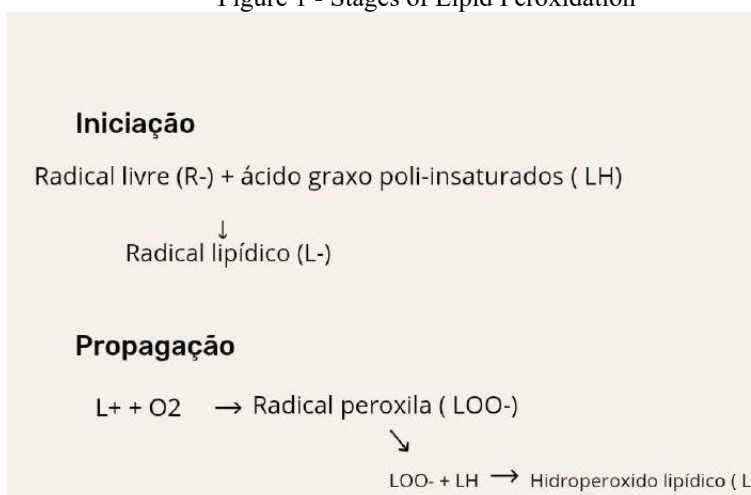 Figure 1 - Stages of Lipid Peroxidation
Iniciação
Radical livre (R-) + ácido graxo poli-insaturados ( LH)
↓
Radical lipídico (L-)
Propagação
L+ + O2 → Radical peroxila ( LOO-)
↘
LOO- + LH → Hidroperoxido lipídico ( L